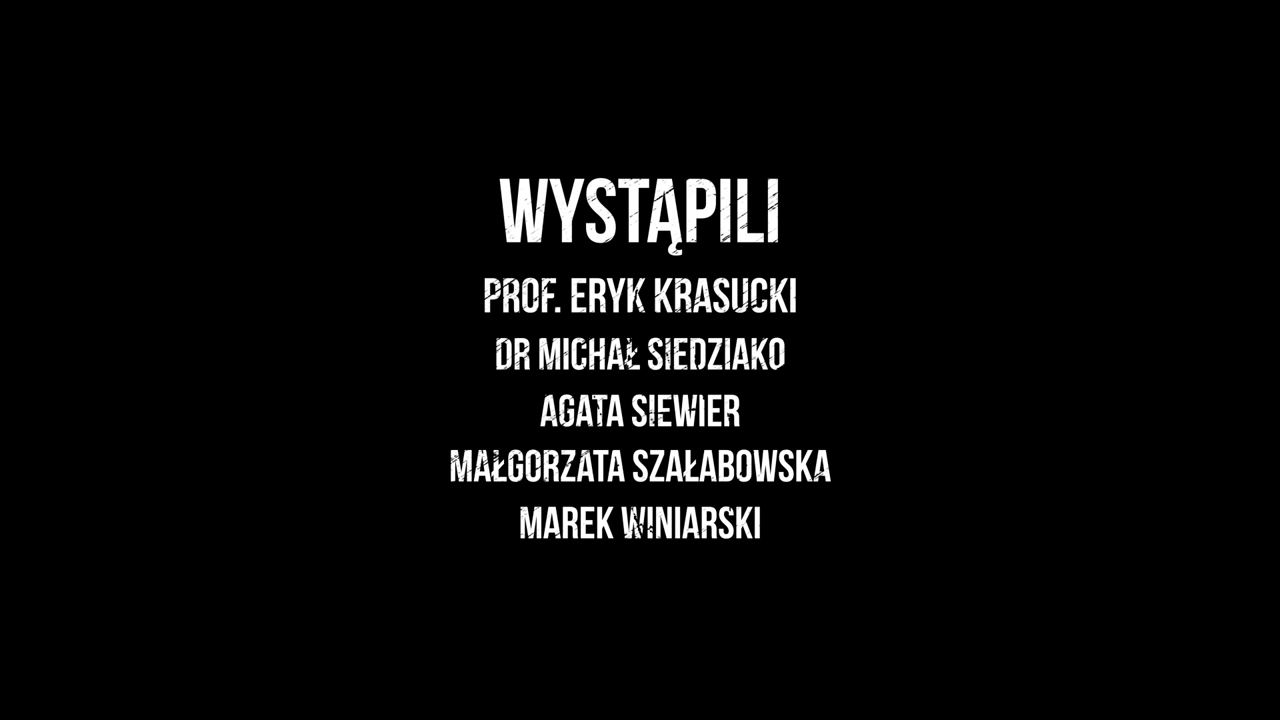 WYSTĄPILI
PROF. ERYK KRASUCKI
DR MICHAŁ SIEDZIAKO
AGATA SIEWIER
MAŁGORZATA SZAŁABOWSKA
MAREK WINIARSKI